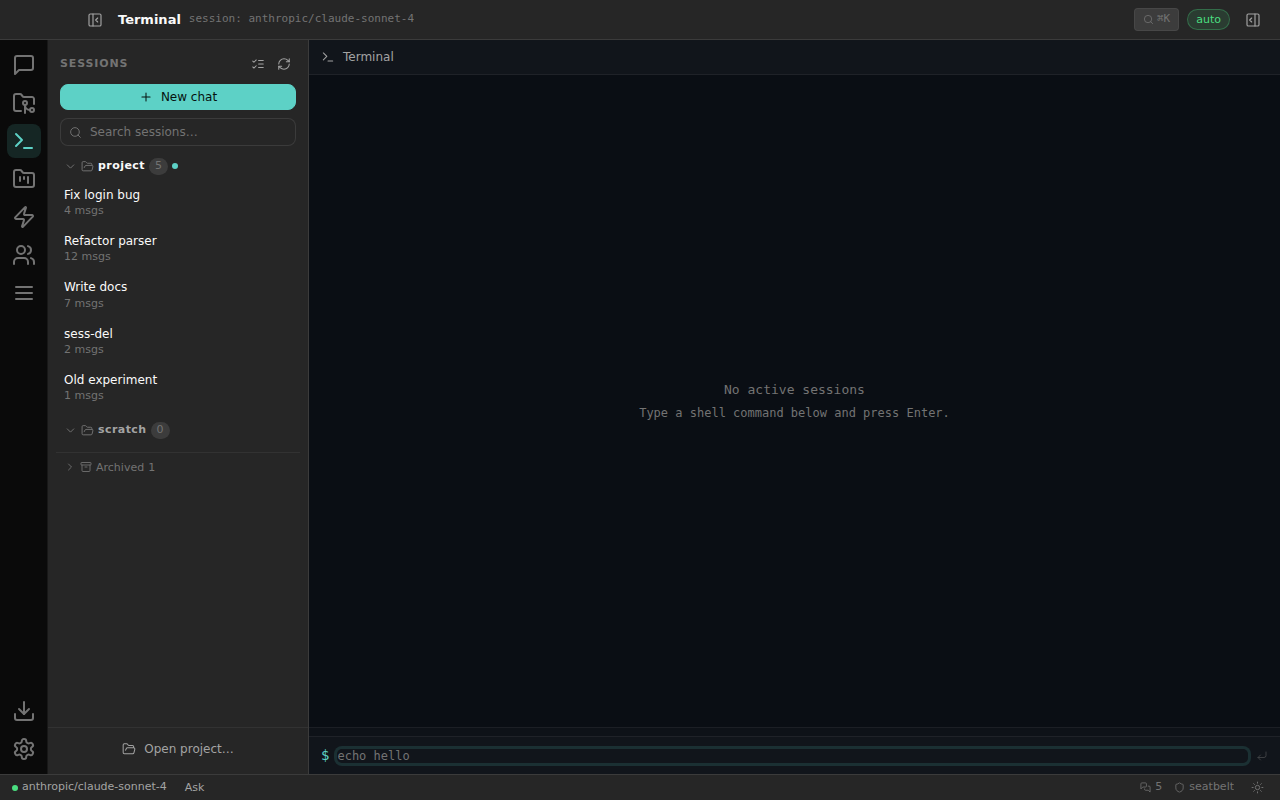 Terminal session: anthropic/claude-sonnet-4
⌘K
auto
SESSIONS
New chat
Search sessions…
project 5
Fix login bug
4 msgs
Refactor parser
12 msgs
Write docs
7 msgs
sess-del
2 msgs
Old experiment
1 msgs
scratch 0
Archived 1
Open project…
Terminal
No active sessions
Type a shell command below and press Enter.
$ echo hello
anthropic/claude-sonnet-4 Ask
5 seatbelt